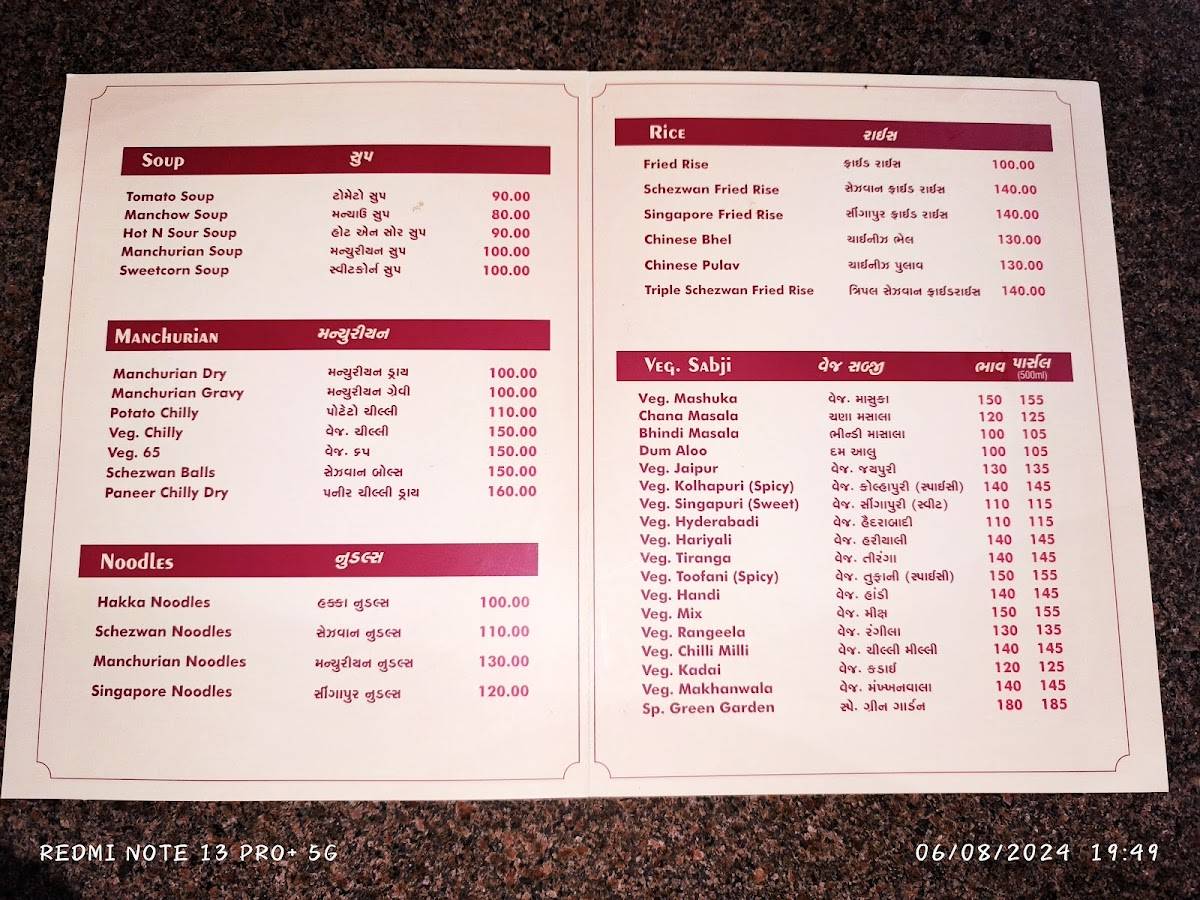 Soup સુપ
Tomato Soup ટોમેટો સુપ 90.00
Manchow Soup મન્ચાઉ સુપ 80.00
Hot N Sour Soup હોટ એન સોર સુપ 90.00
Manchurian Soup મન્ચુરીયન સુપ 100.00
Sweetcorn Soup સ્વીટકોર્ન સુપ 100.00
Manchurian મન્ચુરીયન
Manchurian Dry મન્ચુરીયન ડ્રાય 100.00
Manchurian Gravy મન્ચુરીયન ગ્રેવી 100.00
Potato Chilly પોટેટો ચીલ્લી 110.00
Veg. Chilly વેજ. ચીલ્લી 150.00
Veg. 65 વેજ. ૬૫ 150.00
Schezwan Balls સેઝવાન બોલ્સ 150.00
Paneer Chilly Dry પનીર ચીલ્લી ડ્રાય 160.00
Noodles નુડલ્સ
Hakka Noodles હક્કા નુડલ્સ 100.00
Schezwan Noodles સેઝવાન નુડલ્સ 110.00
Manchurian Noodles મન્ચુરીયન નુડલ્સ 130.00
Singapore Noodles સીંગાપુર નુડલ્સ 120.00
Rice રાઈસ
Fried Rise ફ્રાઈડ રાઈસ 100.00
Schezwan Fried Rise સેઝવાન ફ્રાઈડ રાઈસ 140.00
Singapore Fried Rise સીંગાપુર ફ્રાઈડ રાઈસ 140.00
Chinese Bhel ચાઈનીઝ ભેલ 130.00
Chinese Pulav ચાઈનીઝ પુલાવ 130.00
Triple Schezwan Fried Rise ત્રિપલ સેઝવાન ફ્રાઈડરાઈસ 140.00
Veg. Sabji વેજ સબ્જી ભાવ પાર્સલ
(500ml)
Veg. Mashuka વેજ. માસુકા 150 155
Chana Masala ચણા મસાલા 120 125
Bhindi Masala ભીન્ડી માસાલા 100 105
Dum Aloo દમ આલુ 100 105
Veg. Jaipur વેજ. જયપુરી 130 135
Veg. Kolhapuri (Spicy) વેજ. કોલ્હાપુરી (સ્પાઈસી) 140 145
Veg. Singapuri (Sweet) વેજ. સીંગાપુરી (સ્વીટ) 110 115
Veg. Hyderabadi વેજ. હૈદરાબાદી 110 115
Veg. Hariyali વેજ. હરીયાલી 140 145
Veg. Tiranga વેજ. તીરંગા 140 145
Veg. Toofani (Spicy) વેજ. તુફાની (સ્પાઈસી) 150 155
Veg. Handi વેજ. હાંડી 140 145
Veg. Mix વેજ. મીક્ષ 150 155
Veg. Rangeela વેજ. રંગીલા 130 135
Veg. Chilli Milli વેજ. ચીલ્લી મીલ્લી 140 145
Veg. Kadai વેજ. કડાઈ 120 125
Veg. Makhanwala વેજ. મંખ્ખનવાલા 140 145
Sp. Green Garden સ્પે. ગ્રીન ગાર્ડન 180 185
REDMI NOTE 13 PRO+ 5G 06/08/2024 19:49